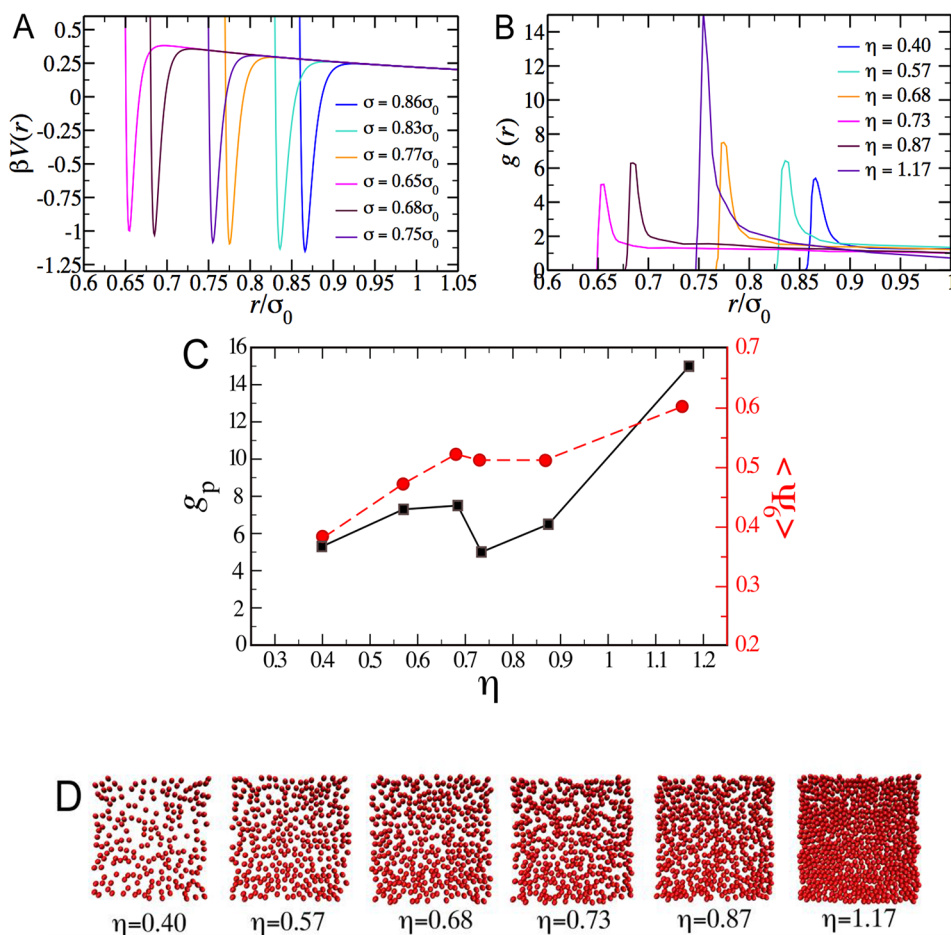 A
0.5
0.25
0
-0.25
-0.5
-0.75
-1
-1.25
βV(r)
σ = 0.86σ0
σ = 0.83σ0
σ = 0.77σ0
σ = 0.65σ0
σ = 0.68σ0
σ = 0.75σ0
0.6 0.65 0.7 0.75 0.8 0.85 0.9 0.95 1 1.05
r/σ0
B
14
12
10
8
6
4
2
0
g (r)
η = 0.40
η = 0.57
η = 0.68
η = 0.73
η = 0.87
η = 1.17
0.6 0.65 0.7 0.75 0.8 0.85 0.9 0.95 1
r/σ0
C
16
14
12
10
8
6
4
2
0
gp
0.7
0.6
0.5
0.4
0.3
0.2
< Ψ6 >
0.3 0.4 0.5 0.6 0.7 0.8 0.9 1 1.1 1.2
η
D
η=0.40 η=0.57 η=0.68 η=0.73 η=0.87 η=1.17